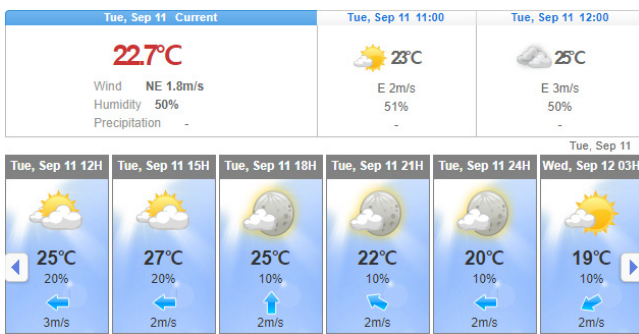 Tue, Sep 11 Current
Tue, Sep 11 11:00
Tue, Sep 11 12:00
22.7℃
23℃
25℃
Wind NE 1.8m/s
E 2m/s
E 3m/s
Humidity 50%
51%
50%
Precipitation -
-
-
Tue, Sep 11
Tue, Sep 11 12H
Tue, Sep 11 15H
Tue, Sep 11 18H
Tue, Sep 11 21H
Tue, Sep 11 24H
Wed, Sep 12 03H
25℃
27℃
25℃
22℃
20℃
19℃
20%
20%
10%
10%
10%
10%
3m/s
2m/s
2m/s
2m/s
2m/s
2m/s